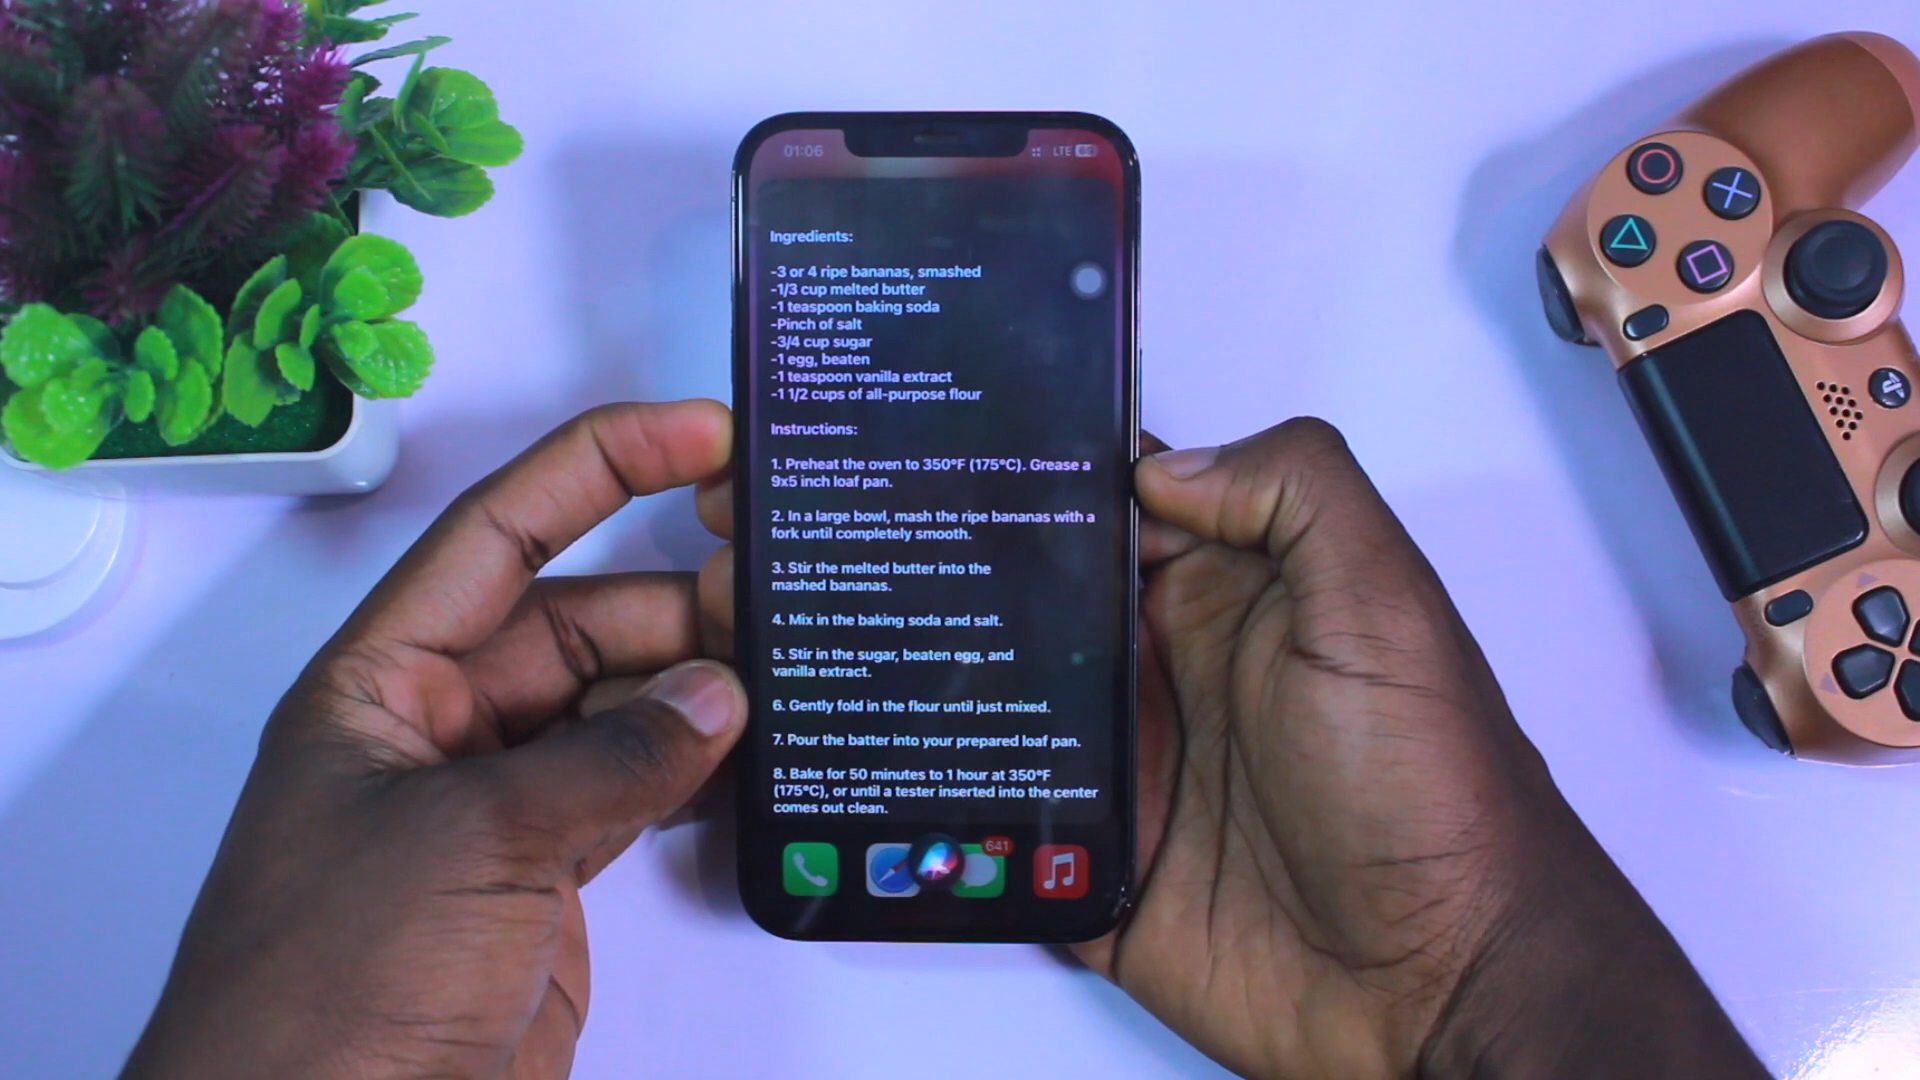 01:06
LTE
Ingredients:
-3 or 4 ripe bananas, smashed
-1/3 cup melted butter
-1 teaspoon baking soda
-Pinch of salt
-3/4 cup sugar
-1 egg, beaten
-1 teaspoon vanilla extract
-1 1/2 cups of all-purpose flour
Instructions:
1. Preheat the oven to 350°F (175°C). Grease a
9x5 inch loaf pan.
2. In a large bowl, mash the ripe bananas with a
fork until completely smooth.
3. Stir the melted butter into the
mashed bananas.
4. Mix in the baking soda and salt.
5. Stir in the sugar, beaten egg, and
vanilla extract.
6. Gently fold in the flour until just mixed.
7. Pour the batter into your prepared loaf pan.
8. Bake for 50 minutes to 1 hour at 350°F
(175°C), or until a tester inserted into the center
comes out clean.
641